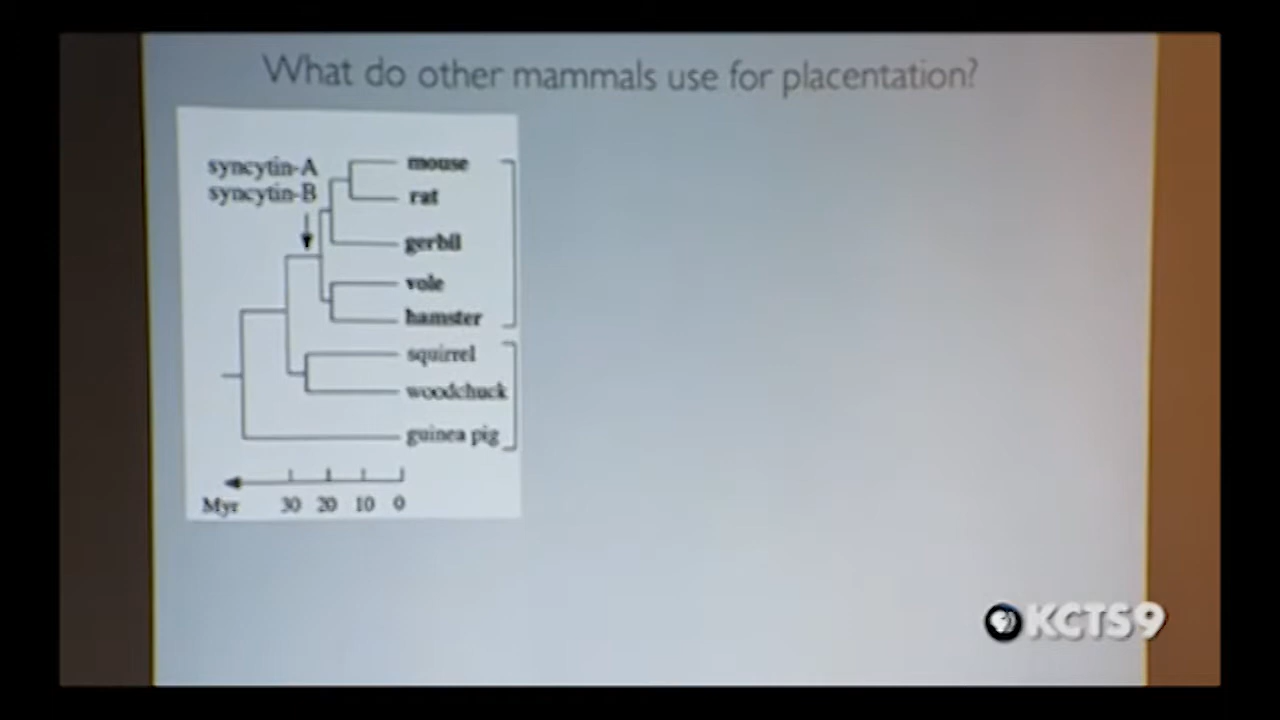 What do other mammals use for placentation?
syncytin-A
syncytin-B
mouse
rat
gerbil
vole
hamster
squirrel
woodchuck
guinea pig
Myr 30 20 10 0
KCTS9